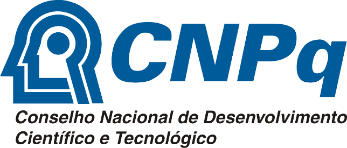 CNPq
Conselho Nacional de Desenvolvimento
Científico e Tecnológico